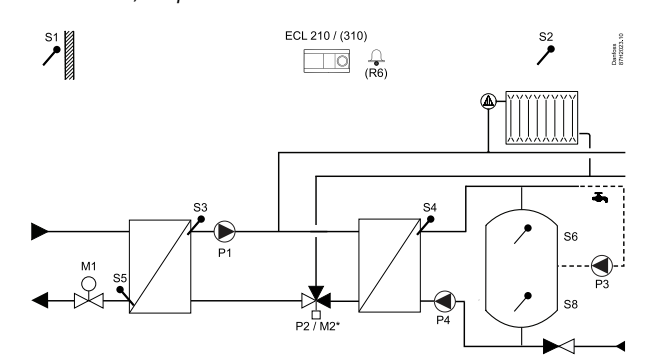 ECL 210 / (310)
S1
S2
(R6)
Danfoss
87H2023.10
S3
S4
P1
S6
M1
S5
P3
S8
P2 / M2*
P4